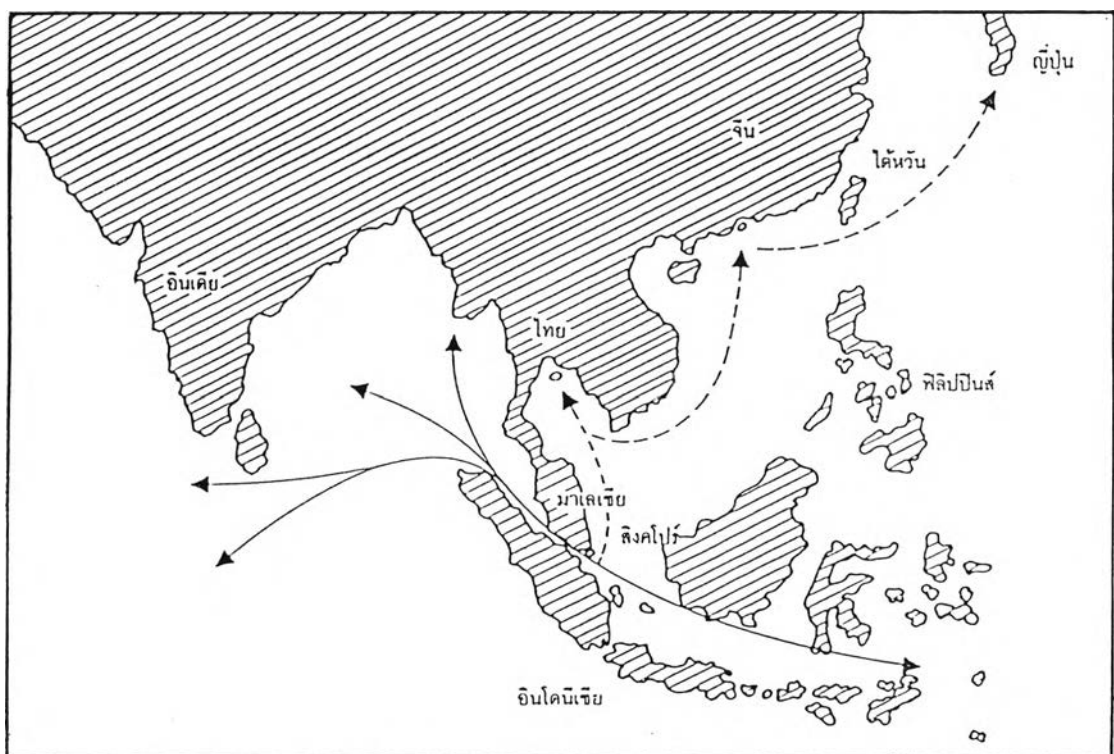 ญี่ปุ่น
จีน
ไต้หวัน
อินเดีย
ไทย
ฟิลิปปินส์
มาเลเซีย
สิงคโปร์
อินโดนีเซีย